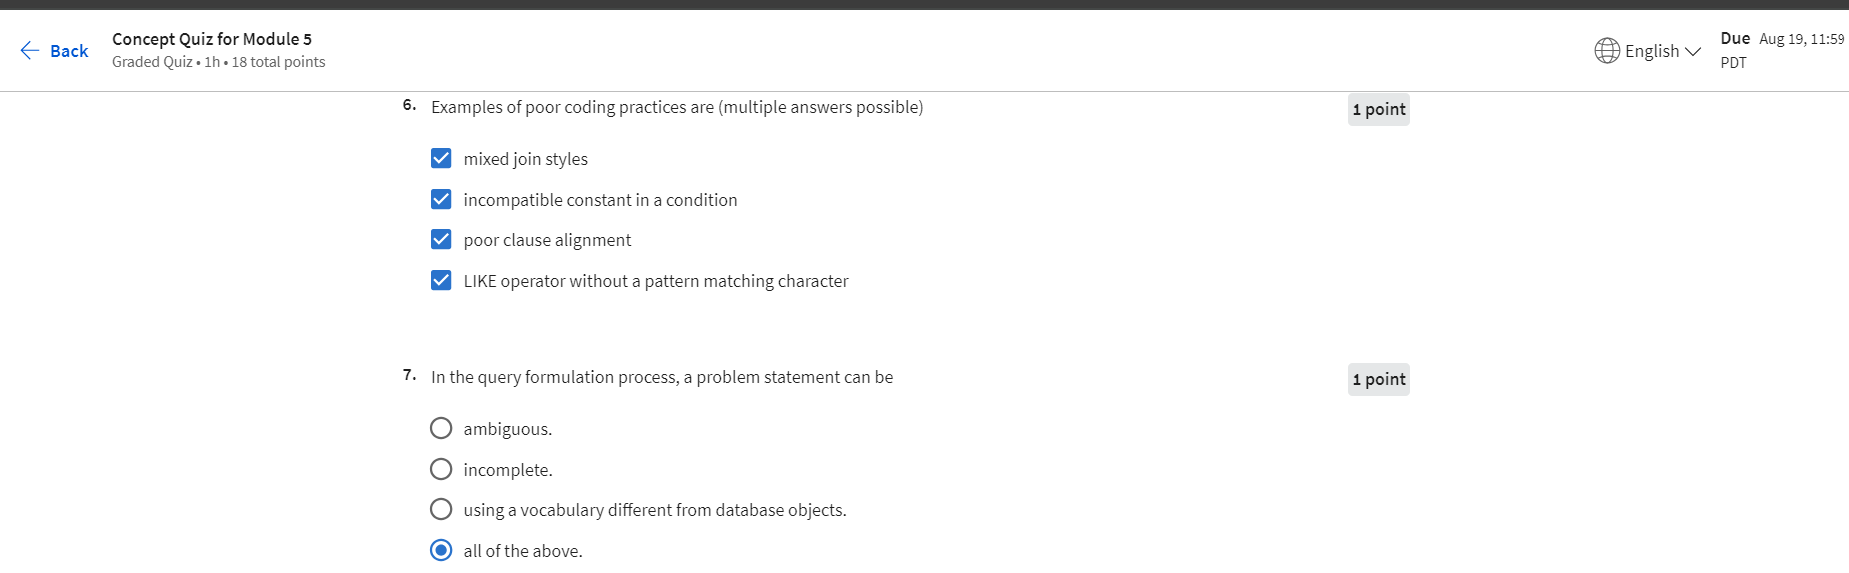 Back
Concept Quiz for Module 5
Graded Quiz • 1h • 18 total points
English
Due Aug 19, 11:59
PDT
6. Examples of poor coding practices are (multiple answers possible)
1 point
mixed join styles
incompatible constant in a condition
poor clause alignment
LIKE operator without a pattern matching character
7. In the query formulation process, a problem statement can be
1 point
ambiguous.
incomplete.
using a vocabulary different from database objects.
all of the above.